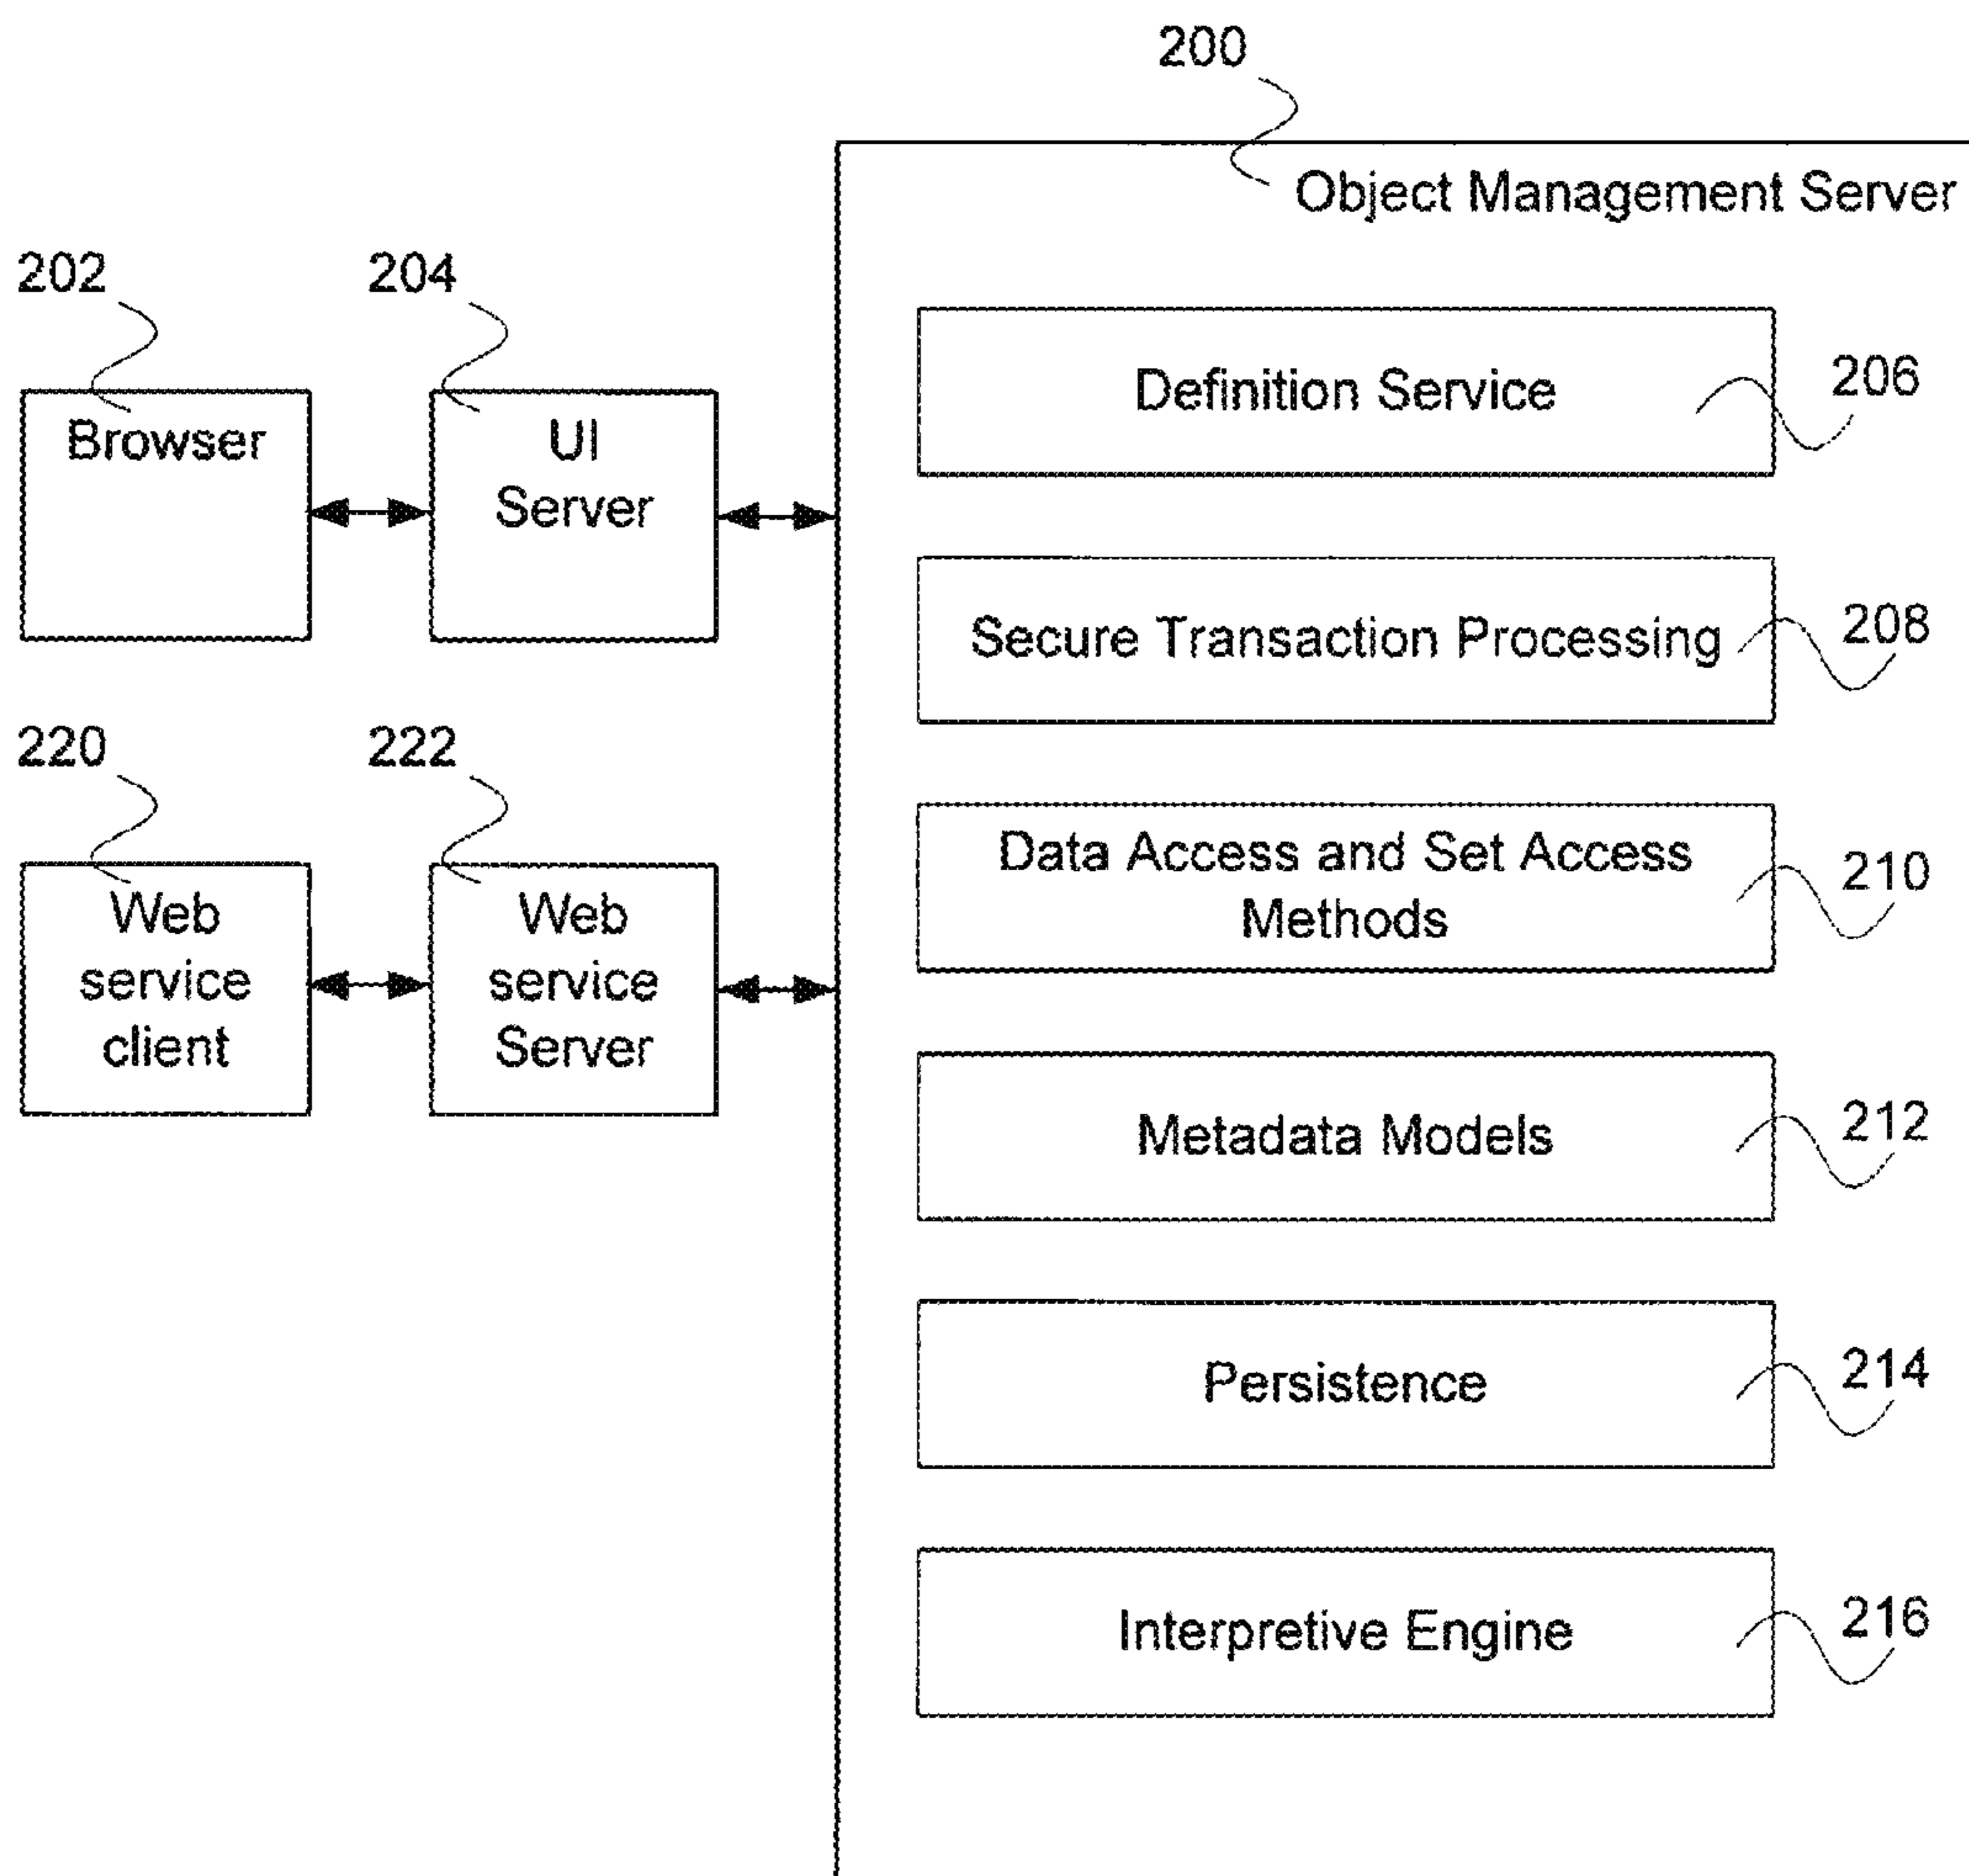 200
Object Management Server
202
204
Browser
UI
Server
220
222
Web
service
client
Web
service
Server
Definition Service
206
Secure Transaction Processing
208
Data Access and Set Access
Methods
210
Metadata Models
212
Persistence
214
Interpretive Engine
216